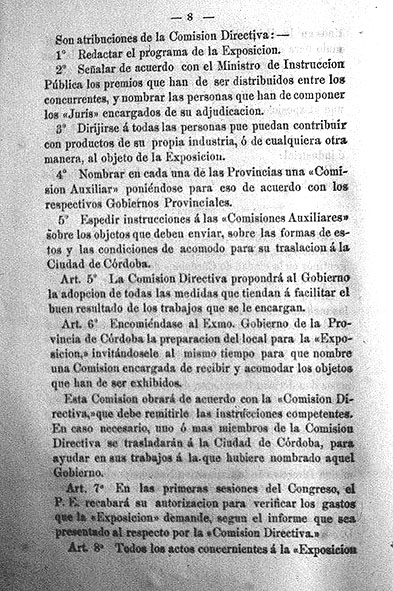 — 8 —
Son atribuciones de la Comision Directiva: —
1° Redactar el programa de la Exposicion.
2° Señalar de acuerdo con el Ministro de Instruccion
Pública los premios que han de ser distribuidos entre los
concurrentes, y nombrar las personas que han de componer
los «Juris» encargados de su adjudicacion.
3° Dirijirse á todas las personas pue puedan contribuir
con productos de su propia industria, ó de cualquiera otra
manera, al objeto de la Exposicion.
4° Nombrar en cada una de las Provincias una «Comi-
sion Auxiliar» poniéndose para eso de acuerdo con los
respectivos Gobiernos Provinciales.
5° Espedir instrucciones á las «Comisiones Auxiliares»
sobre los objetos que deben enviar, sobre las formas de es-
tos y las condiciones de acomodo para su traslacion á la
Ciudad de Córdoba.
Art. 5° La Comision Directiva propondrá al Gobierno
la adopcion de todas las medidas que tiendan á facilitar el
buen resultado de los trabajos que se le encargan.
Art. 6° Encomiéndase al Exmo. Gobierno de la Pro-
vincia de Córdoba la preparacion del local para la «Expo-
sicion,» invitándosele al mismo tiempo para que nombre
una Comision encargada de recibir y acomodar los objetos
que han de ser exhibidos.
Esta Comision obrará de acuerdo con la «Comision Di-
rectiva,» que debe remitirle las instrucciones competentes.
En caso necesario, uno ó mas miembros de la Comision
Directiva se trasladarán á la Ciudad de Córdoba, para
ayudar en sus trabajos á la que hubiere nombrado aquel
Gobierno.
Art. 7° En las primeras sesiones del Congreso, el
P. E. recabará su autorizacion para verificar los gastos
que la «Exposicion» demande, segun el informe que sea
presentado al respecto por la «Comision Directiva.»
Art. 8° Todos los actos concernientes á la «Exposicion